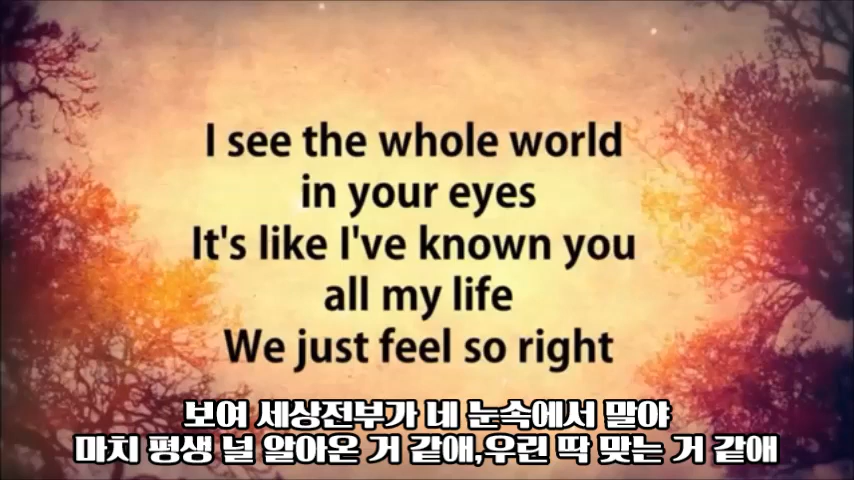 I see the whole world
in your eyes
It's like I've known you
all my life
We just feel so right
보여 세상전부가 네 눈속에서 말야
마치 평생 널 알아온 거 같애,우린 딱 맞는 거 같애